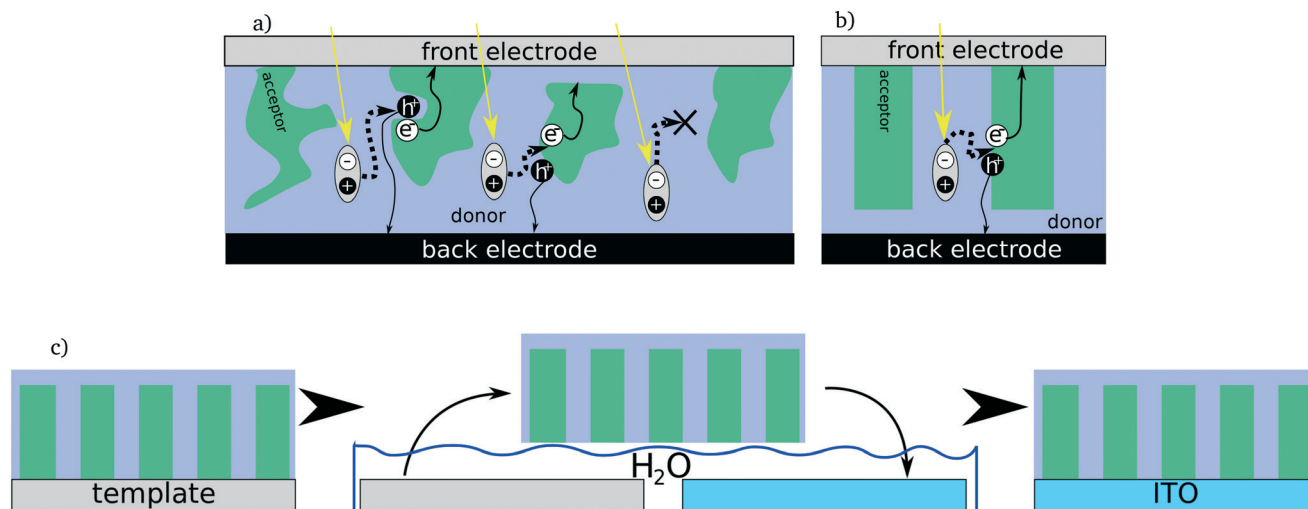 a)
front electrode
acceptor
h+
e-
-
+
-
+
e-
h+
-
+
donor
back electrode
b)
front electrode
acceptor
-
+
e-
h+
donor
back electrode
c)
template
H₂O
ITO